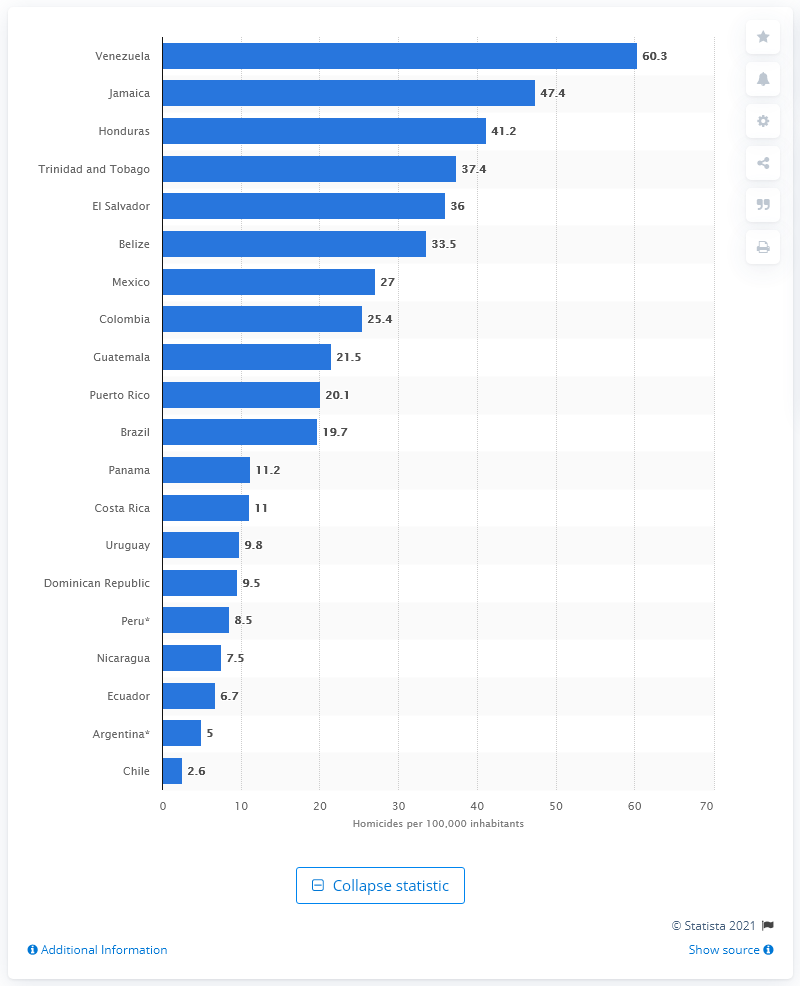 Venezuela 60.3
Jamaica 47.4
Honduras 41.2
Trinidad and Tobago 37.4
El Salvador 36
Belize 33.5
Mexico 27
Colombia 25.4
Guatemala 21.5
Puerto Rico 20.1
Brazil 19.7
Panama 11.2
Costa Rica 11
Uruguay 9.8
Dominican Republic 9.5
Peru* 8.5
Nicaragua 7.5
Ecuador 6.7
Argentina* 5
Chile 2.6
0 10 20 30 40 50 60 70
Homicides per 100,000 inhabitants
Collapse statistic
© Statista 2021
Additional Information Show source